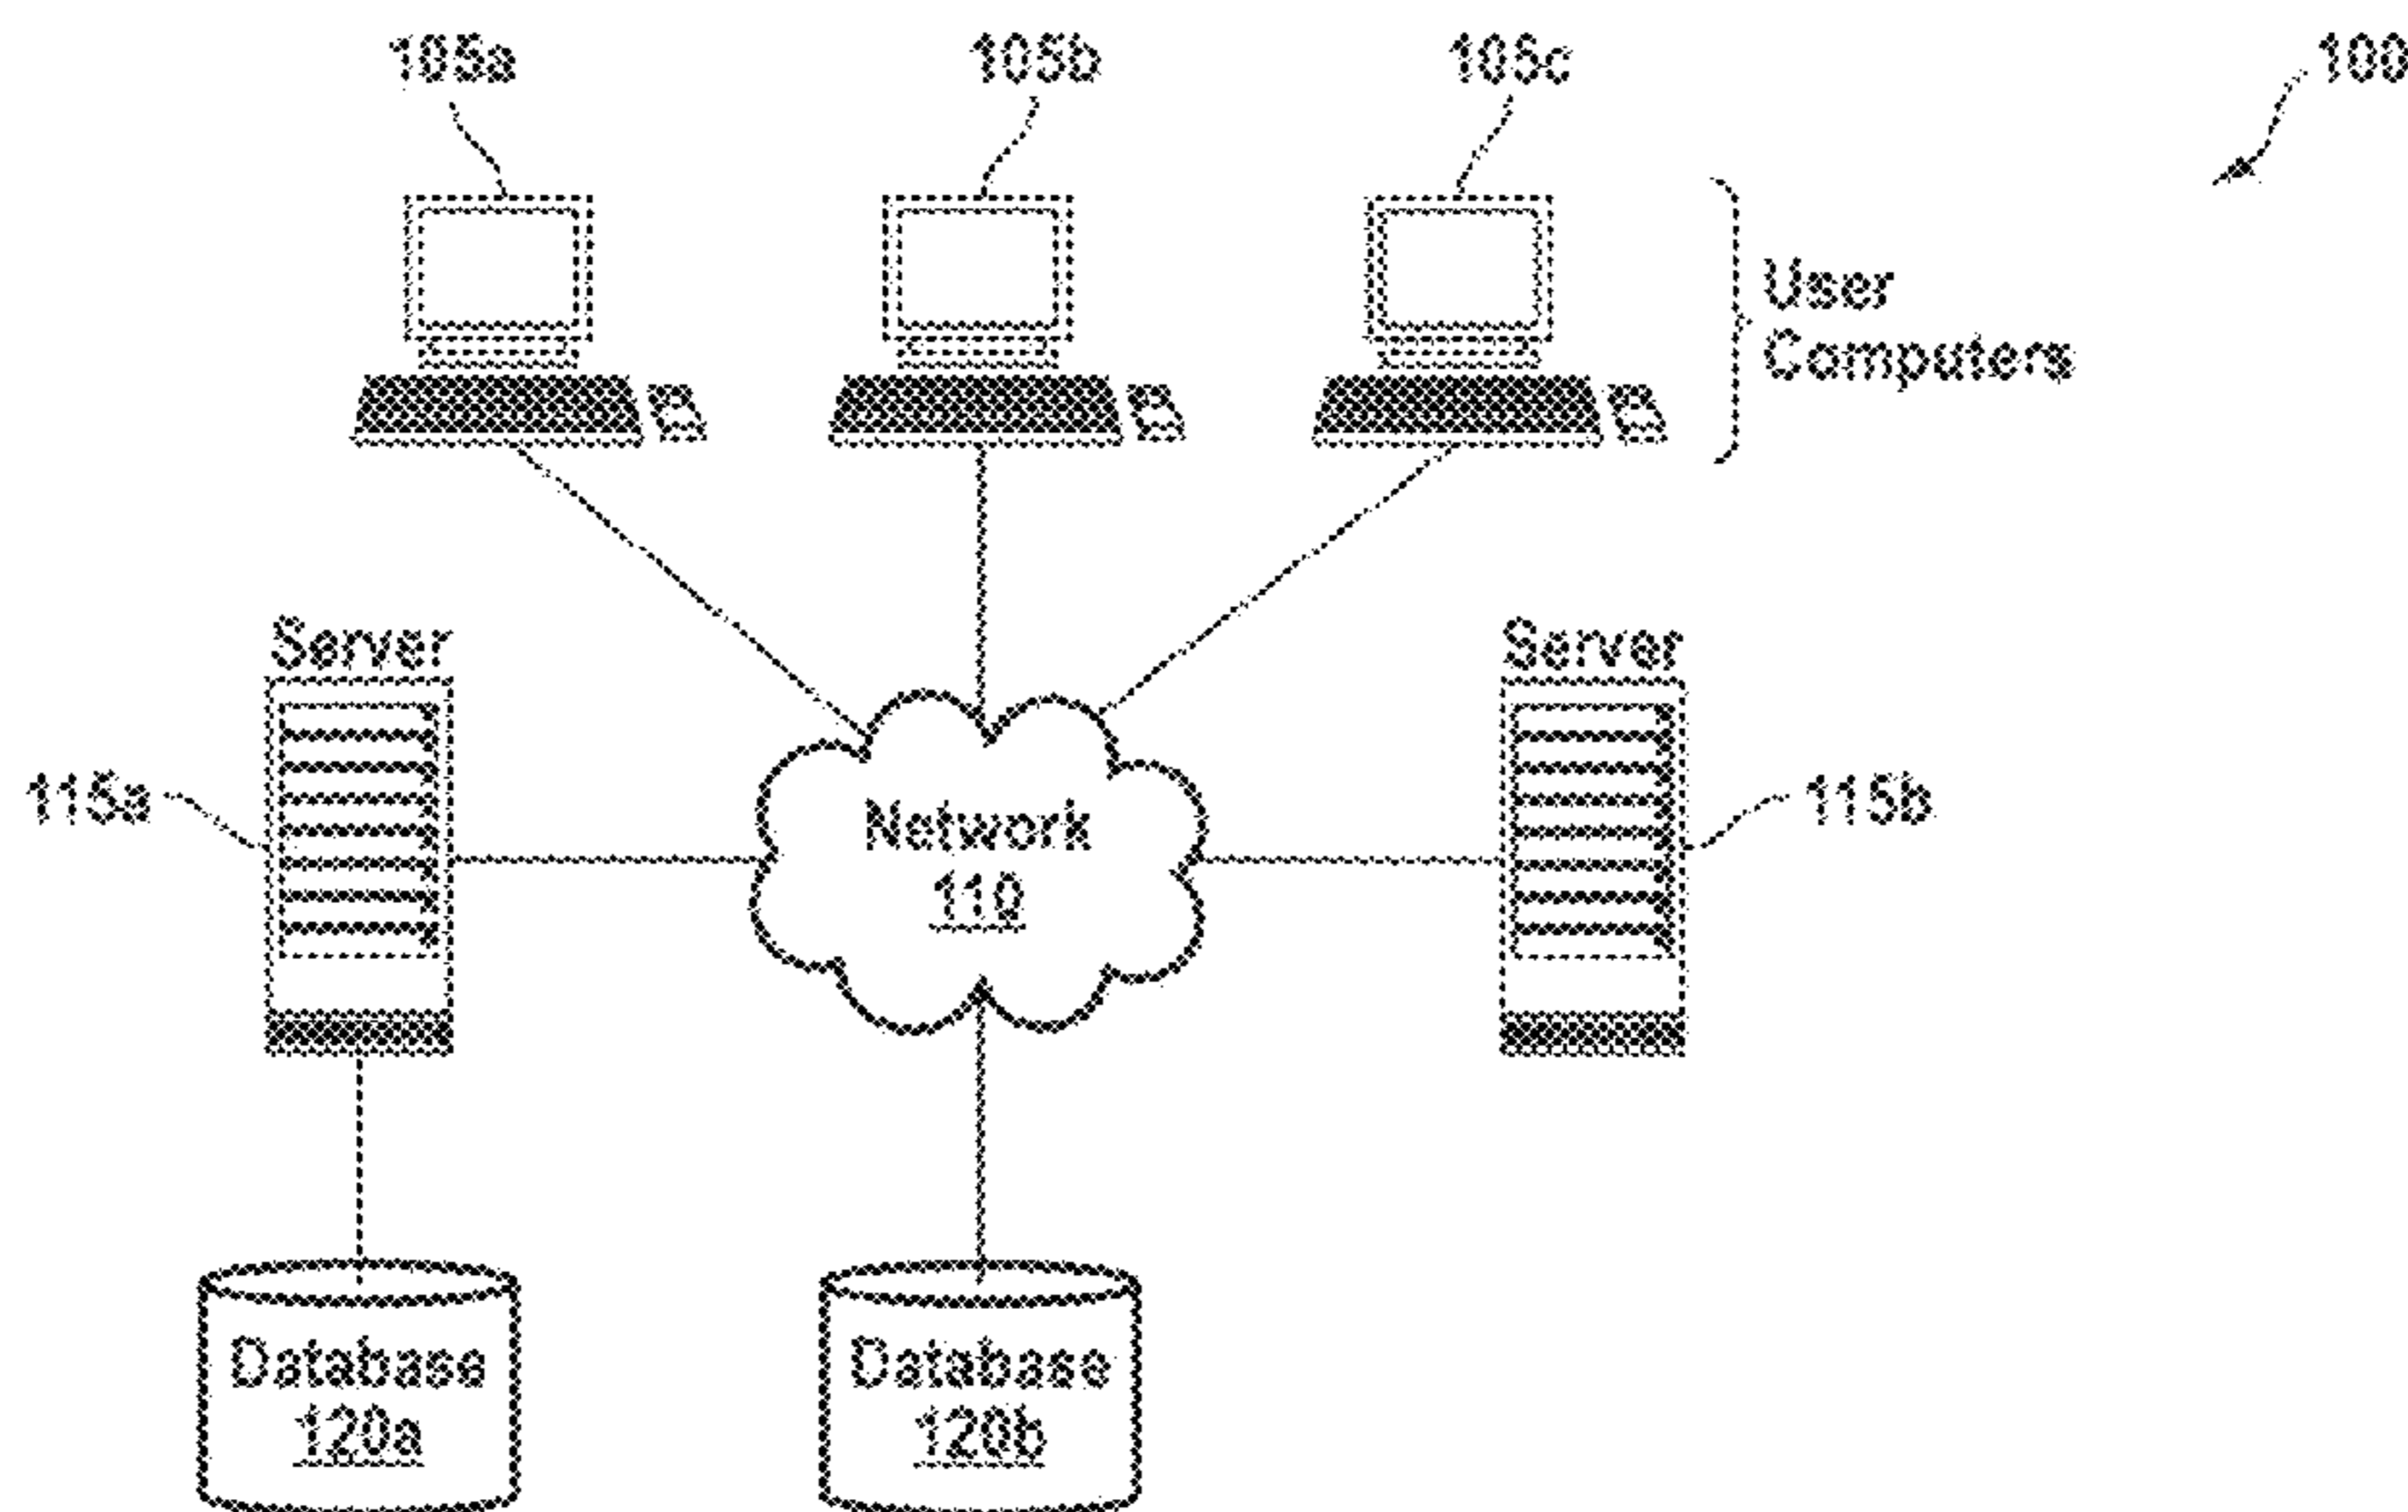 105a
105b
105c
100
User
Computers
Server
Server
115a
Network
110
115b
Database
120a
Database
120b